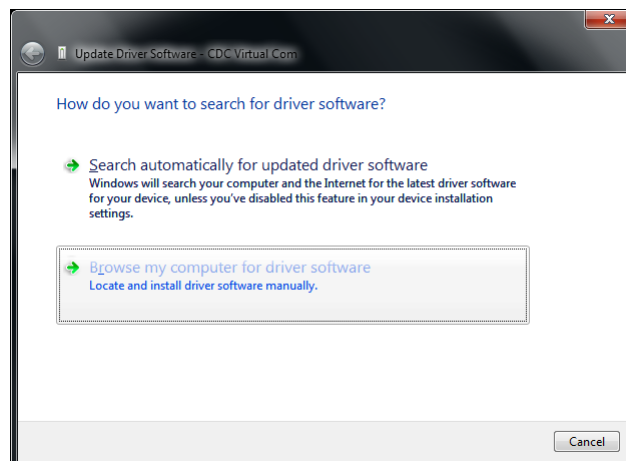 Update Driver Software - CDC Virtual Com
How do you want to search for driver software?
Search automatically for updated driver software
Windows will search your computer and the Internet for the latest driver software
for your device, unless you've disabled this feature in your device installation
settings.
Browse my computer for driver software
Locate and install driver software manually.
Cancel